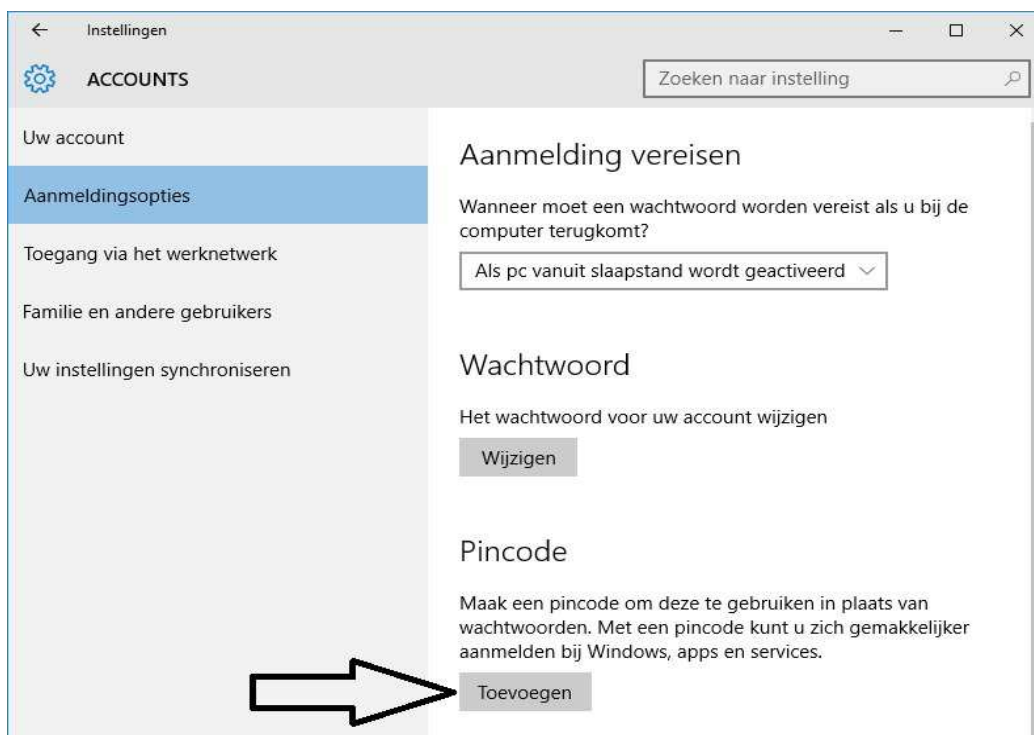 Instellingen
ACCOUNTS
Zoeken naar instelling
Uw account
Aanmeldingsopties
Toegang via het werknetwerk
Familie en andere gebruikers
Uw instellingen synchroniseren
Aanmelding vereisen
Wanneer moet een wachtwoord worden vereist als u bij de
computer terugkomt?
Als pc vanuit slaapstand wordt geactiveerd
Wachtwoord
Het wachtwoord voor uw account wijzigen
Wijzigen
Pincode
Maak een pincode om deze te gebruiken in plaats van
wachtwoorden. Met een pincode kunt u zich gemakkelijker
aanmelden bij Windows, apps en services.
Toevoegen